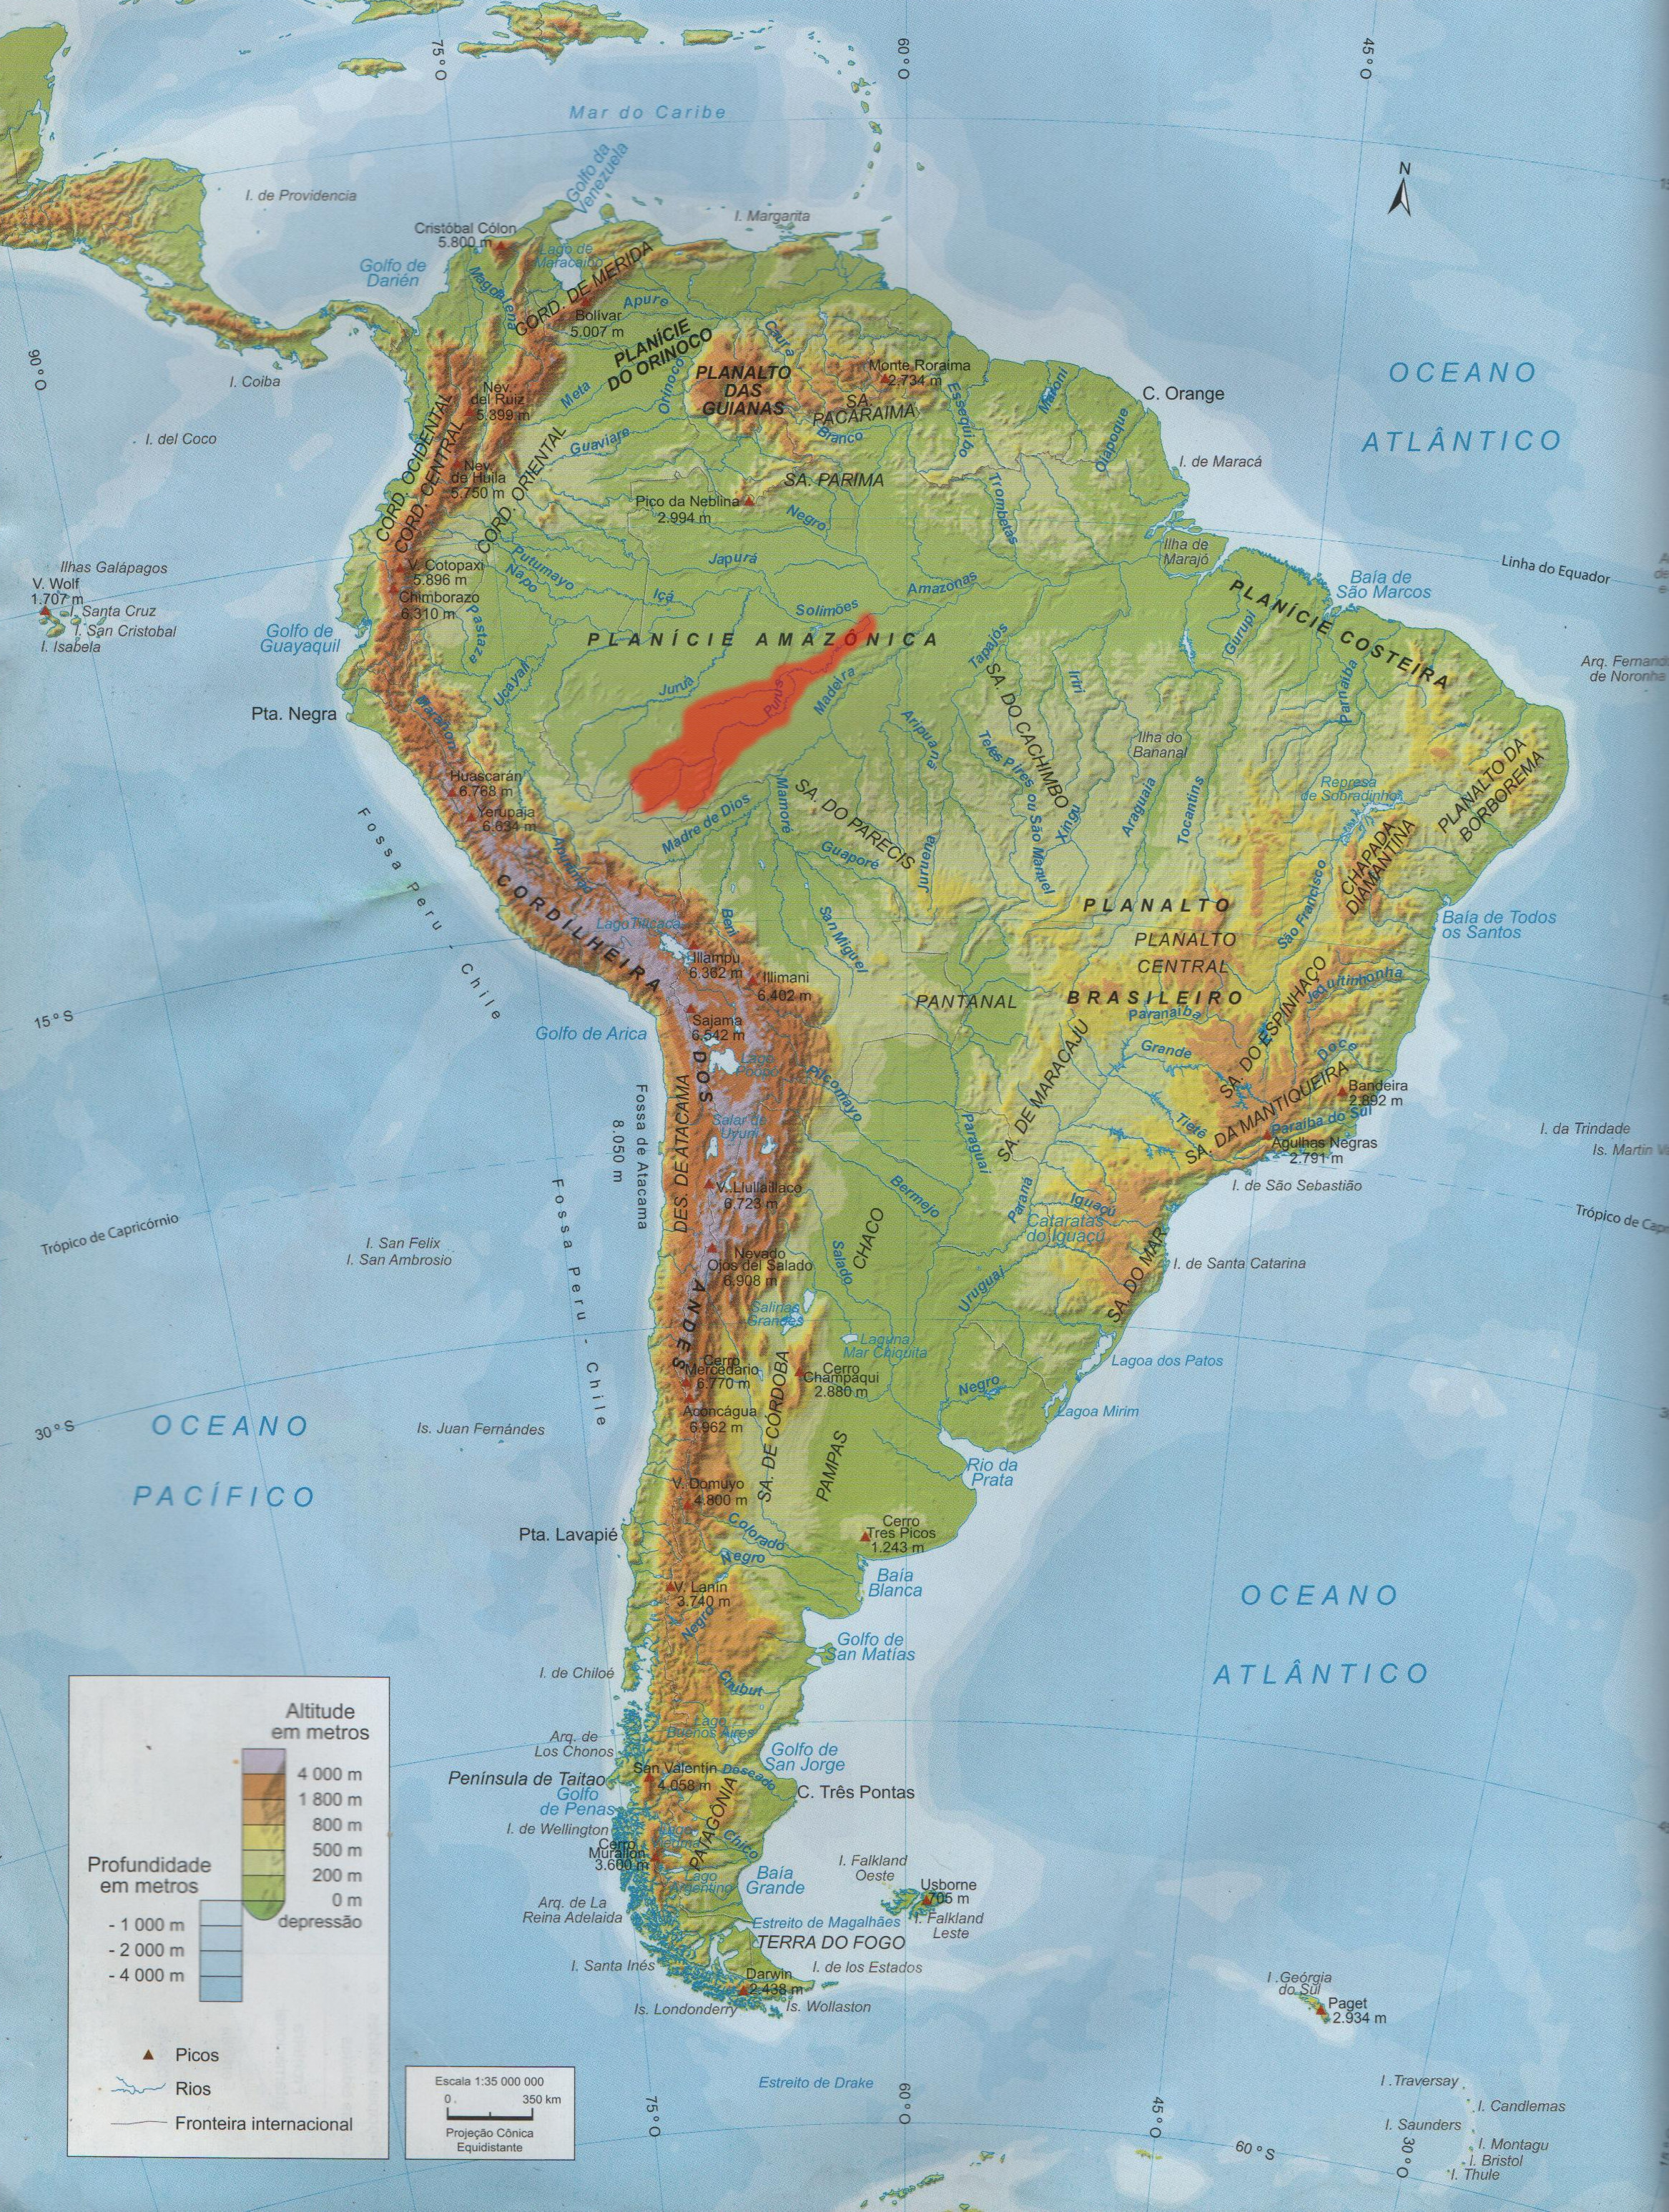 75° O
60° O
45° O
Mar do Caribe
Golfo da
Venezuela
N
I. de Providencia
I. Margarita
Cristóbal Cólon
5.800 m
Golfo de
Darién
Lago de
Maracaibo
Magdalena
CORD. DE MERIDA
Apure
Bolívar
5.007 m
PLANÍCIE
DO ORINOCO
Caura
90° O
I. Coiba
PLANALTO
DAS
GUIANAS
Monte Roraima
2.734 m
SA.
PACARAIMA
Essequibo
Maroni
C. Orange
OCEANO
ATLÂNTICO
Nev.
del Ruiz
5.399 m
Meta
Orinoco
Branco
Oiapoque
I. del Coco
CORD. OCIDENTAL
CORD. CENTRAL
CORD. ORIENTAL
Guaviare
I. de Maracá
Nev.
de Huila
5.750 m
SA. PARIMA
Pico da Neblina
2.994 m
Negro
Trombetas
Ilhas Galápagos
V. Wolf
1.707 m
I. Santa Cruz
I. San Cristobal
I. Isabela
V. Cotopaxi
5.896 m
Chimborazo
6.310 m
Putumayo
Napo
Japurá
Içá
Solimões
Amazonas
Ilha de
Marajó
Linha do Equador
Baía de
São Marcos
Golfo de
Guayaquil
Pastaza
PLANÍCIE AMAZÔNICA
PLANÍCIE COSTEIRA
Gurupi
Tapajós
Arq. Fernand
de Noronha
Pta. Negra
Marañon
Ucayali
Juruá
Purus
Madeira
Aripuanã
SA. DO CACHIMBO
Iriri
Parnaíba
Ilha do
Bananal
Teles Pires ou São Manuel
Huascarán
6.768 m
Yerupaja
6.634 m
Fossa Peru - Chile
Apurimac
Madre de Dios
Mamoré
SA. DO PARECIS
Guaporé
Juruena
Xingu
Araguaia
Tocantins
Represa
de Sobradinho
PLANALTO DA
BORBOREMA
CHAPADA
DIAMANTINA
São Francisco
CORDILHEIRA
DOS
ANDES
Lago Titicaca
Beni
San Miguel
PLANALTO
PLANALTO
CENTRAL
BRASILEIRO
Baía de Todos
os Santos
Illampu
6.362 m
Illimani
6.402 m
PANTANAL
Jequitinhonha
15° S
Golfo de Arica
Sajama
6.542 m
Lago
Poopó
Pilcomayo
Paranaíba
Grande
SA. DO ESPINHAÇO
Doce
SA. DE MARACAJU
Bandeira
2.892 m
SA. DA MANTIQUEIRA
Paraíba do Sul
Agulhas Negras
2.791 m
Tietê
I. da Trindade
Is. Martin V
Fossa de Atacama
8.050 m
DES. DE ATACAMA
Salar de
Uyuni
V. Llullaillaco
6.723 m
Paraguai
Bermejo
Paraná
Iguaçú
Cataratas
do Iguaçú
I. de São Sebastião
Trópico de Capricórnio
Trópico de Cap
I. San Felix
I. San Ambrosio
Fossa Peru - Chile
Nevado
Ojos del Salado
6.908 m
Salado
CHACO
Uruguai
SA. DO MAR
I. de Santa Catarina
Salinas
Grandes
Laguna
Mar Chiquita
Cerro
Mercedario
6.770 m
Cerro
Champaqui
2.880 m
Negro
Lagoa dos Patos
Lagoa Mirim
30° S
OCEANO
PACÍFICO
Is. Juan Fernándes
Aconcágua
6.962 m
SA. DE CÓRDOBA
PAMPAS
Rio da
Prata
V. Domuyo
4.800 m
Pta. Lavapié
Colorado
Negro
Cerro
Tres Picos
1.243 m
Baía
Blanca
V. Lanín
3.740 m
Negro
OCEANO
ATLÂNTICO
Golfo de
San Matías
I. de Chiloé
Chubut
Arq. de
Los Chonos
Lago
Buenos Aires
Golfo de
San Jorge
Península de Taitao
San Valentín
4.058 m
Deseado
C. Três Pontas
Golfo
de Penas
I. de Wellington
Cerro
Murallón
3.600 m
PATAGÔNIA
Chico
Lago
Argentino
Baía
Grande
I. Falkland
Oeste
Usborne
705 m
I. Falkland
Leste
Arq. de La
Reina Adelaida
Estreito de Magalhães
TERRA DO FOGO
I. Santa Inés
I. de los Estados
Darwin
2.438 m
Is. Londonderry
Is. Wollaston
I .Geórgia
do Sul
Paget
2.934 m
Estreito de Drake
I .Traversay
I. Candlemas
I. Saunders
I. Montagu
I. Bristol
I. Thule
75° O
60° O
45° O
60° S
30° O
Altitude
em metros
4 000 m
1 800 m
800 m
500 m
200 m
0 m
depressão
Profundidade
em metros
- 1 000 m
- 2 000 m
- 4 000 m
Picos
Rios
Fronteira internacional
Escala 1:35 000 000
0 350 km
Projeção Cônica
Equidistante